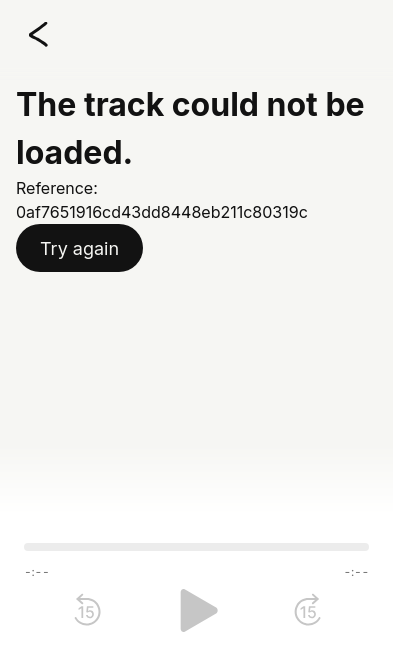 The track could not be
loaded.
Reference:
0af7651916cd43dd8448eb211c80319c
Try again
-:-- -:--
15 15